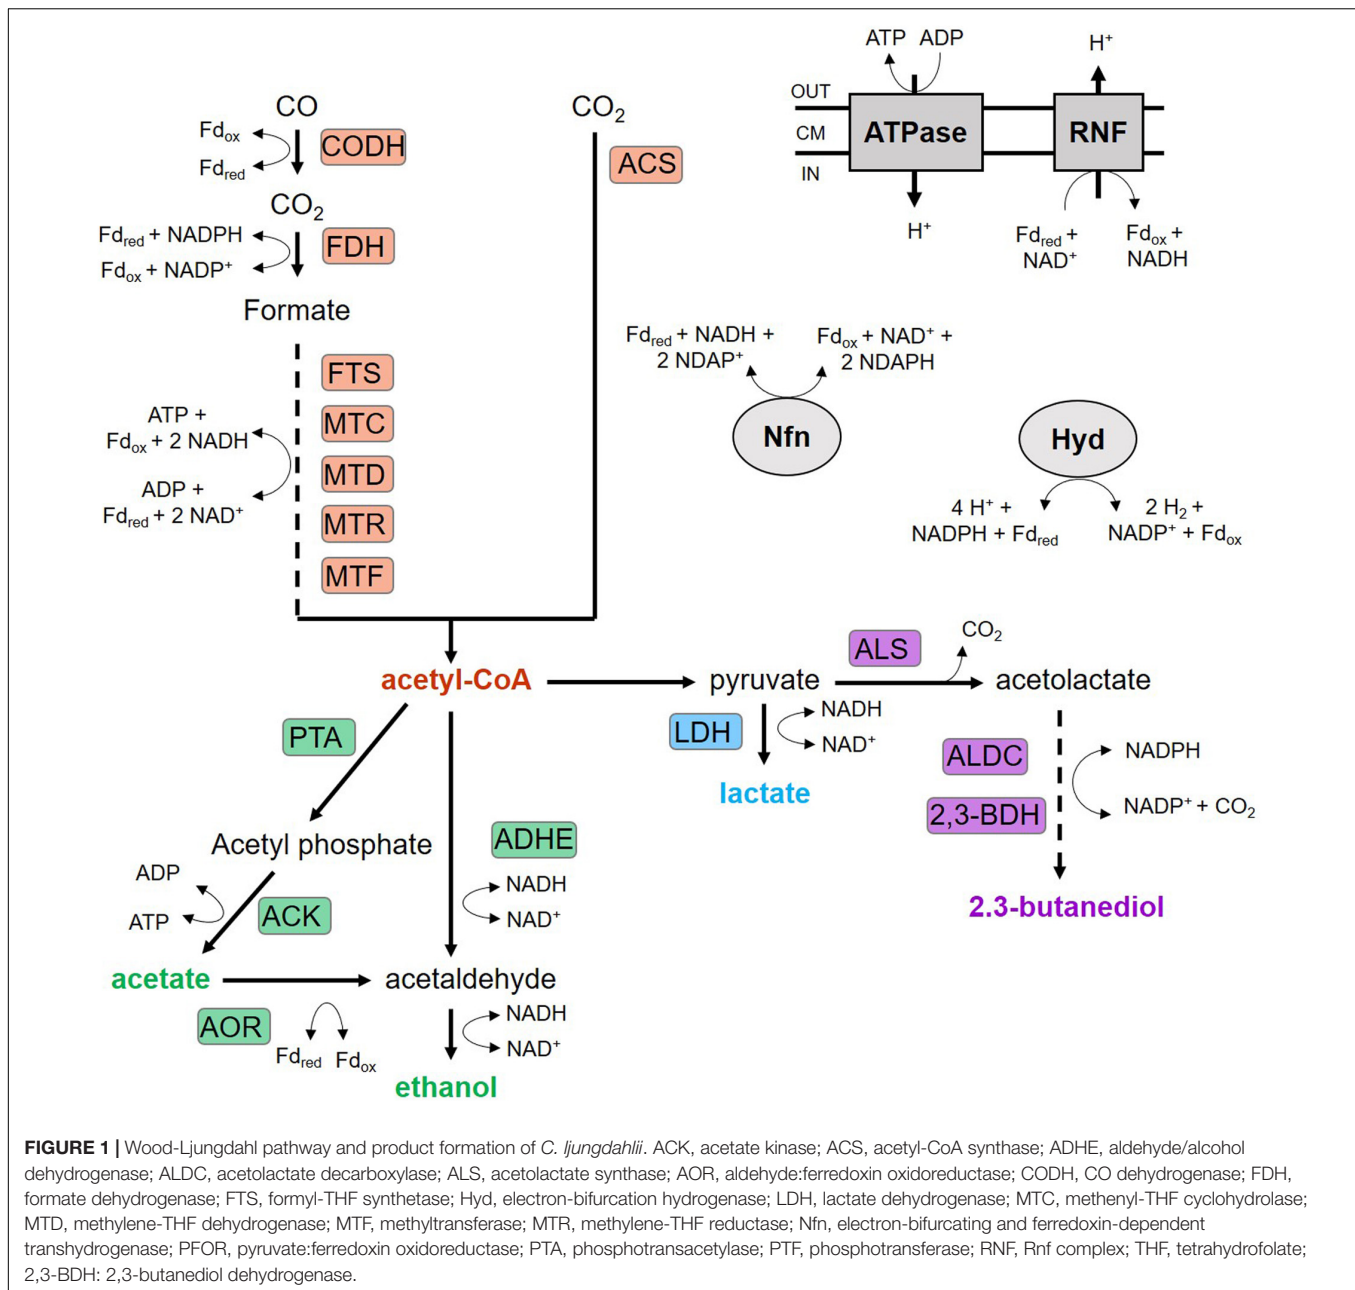 CO
Fdox
Fdred
CODH
CO2
FDH
Fdred + NADPH
Fdox + NADP+
Formate
FTS
MTC
MTD
MTR
MTF
ATP +
Fdox + 2 NADH
ADP +
Fdred + 2 NAD+
CO2
ACS
ATP ADP
H+
OUT
CM
IN
ATPase
RNF
H+
Fdred +
NAD+
Fdox +
NADH
Fdred + NADH +
2 NDAP+
Fdox + NAD+ +
2 NDAPH
Nfn
Hyd
4 H+ +
NADPH + Fdred
2 H2 +
NADP+ + Fdox
acetyl-CoA
pyruvate
ALS
CO2
acetolactate
LDH
NADH
NAD+
lactate
ALDC
2,3-BDH
NADPH
NADP+ + CO2
2.3-butanediol
PTA
Acetyl phosphate
ADP
ATP
ACK
acetate
ADHE
NADH
NAD+
acetaldehyde
AOR
Fdred Fdox
NADH
NAD+
ethanol
FIGURE 1 | Wood-Ljungdahl pathway and product formation of C. ljungdahlii. ACK, acetate kinase; ACS, acetyl-CoA synthase; ADHE, aldehyde/alcohol
dehydrogenase; ALDC, acetolactate decarboxylase; ALS, acetolactate synthase; AOR, aldehyde:ferredoxin oxidoreductase; CODH, CO dehydrogenase; FDH,
formate dehydrogenase; FTS, formyl-THF synthetase; Hyd, electron-bifurcation hydrogenase; LDH, lactate dehydrogenase; MTC, methenyl-THF cyclohydrolase;
MTD, methylene-THF dehydrogenase; MTF, methyltransferase; MTR, methylene-THF reductase; Nfn, electron-bifurcating and ferredoxin-dependent
transhydrogenase; PFOR, pyruvate:ferredoxin oxidoreductase; PTA, phosphotransacetylase; PTF, phosphotransferase; RNF, Rnf complex; THF, tetrahydrofolate;
2,3-BDH: 2,3-butanediol dehydrogenase.